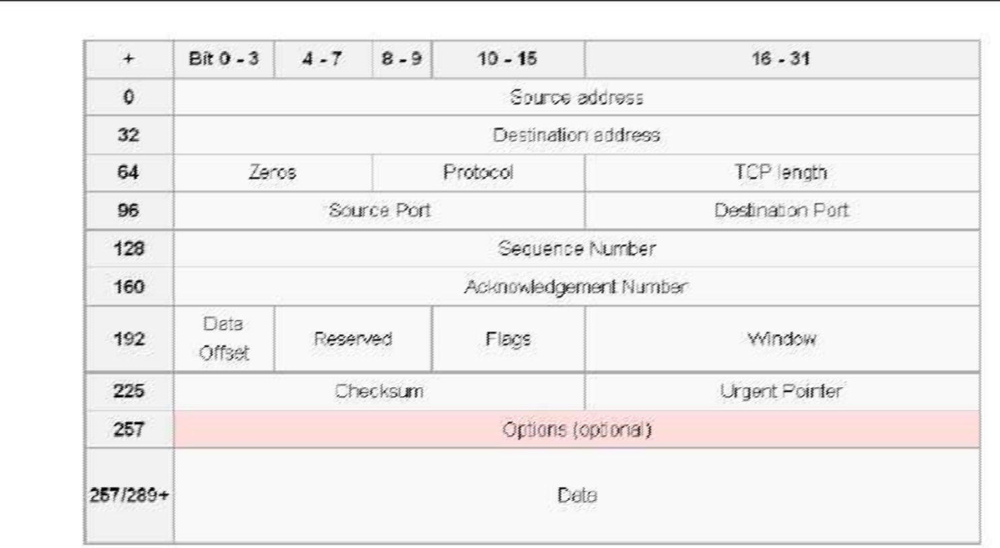 + Bit 0 - 3 4 - 7 8 - 9 10 - 15 16 - 31
0 Source address
32 Destination address
64 Zeros Protocol TCP length
96 Source Port Destination Port
128 Sequence Number
160 Acknowledgement Number
Data
192 Reserved Flags Window
Offset
225 Checksum Urgent Pointer
257 Options (optional)
257/289+ Data